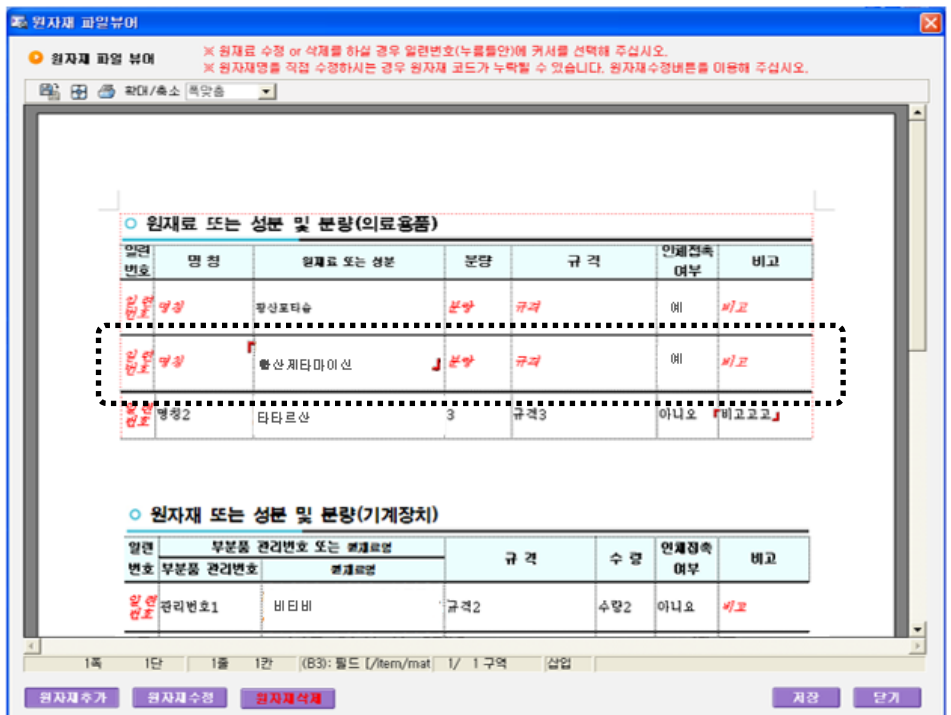 원자재 파일뷰어
원자재 파일 뷰어
※ 원재료 수정 or 삭제를 하실 경우 일련번호(누름틀안)에 커서를 선택해 주십시오.
※ 원자재명를 직접 수정하시는 경우 원자재 코드가 누락될 수 있습니다. 원자재수정버튼를 이용해 주십시오.
확대/축소 폭맞춤
원재료 또는 성분 및 분량(의료용품)
일련번호 명 칭 원재료 또는 성분 분량 규 격 인체접촉여부 비고
일련번호 명칭 황산포타슘 분량 규격 예 비고
일련번호 명칭 황산제타마이신 분량 규격 예 비고
일련번호 명칭2 타타르산 3 규격3 아니오 『비고고고』
원자재 또는 성분 및 분량(기계장치)
일련번호 부분품 관리번호 또는 원재료명 규 격 수 량 인체접촉여부 비고
부분품 관리번호 원재료명
일련번호 관리번호1 비티비 규격2 수량2 아니요 비고
1쪽 1단 1줄 1칸 (B3): 필드 [/Item/mat 1/ 1 구역 삽입
원자재추가 원자재수정 원자재삭제 저장 닫기